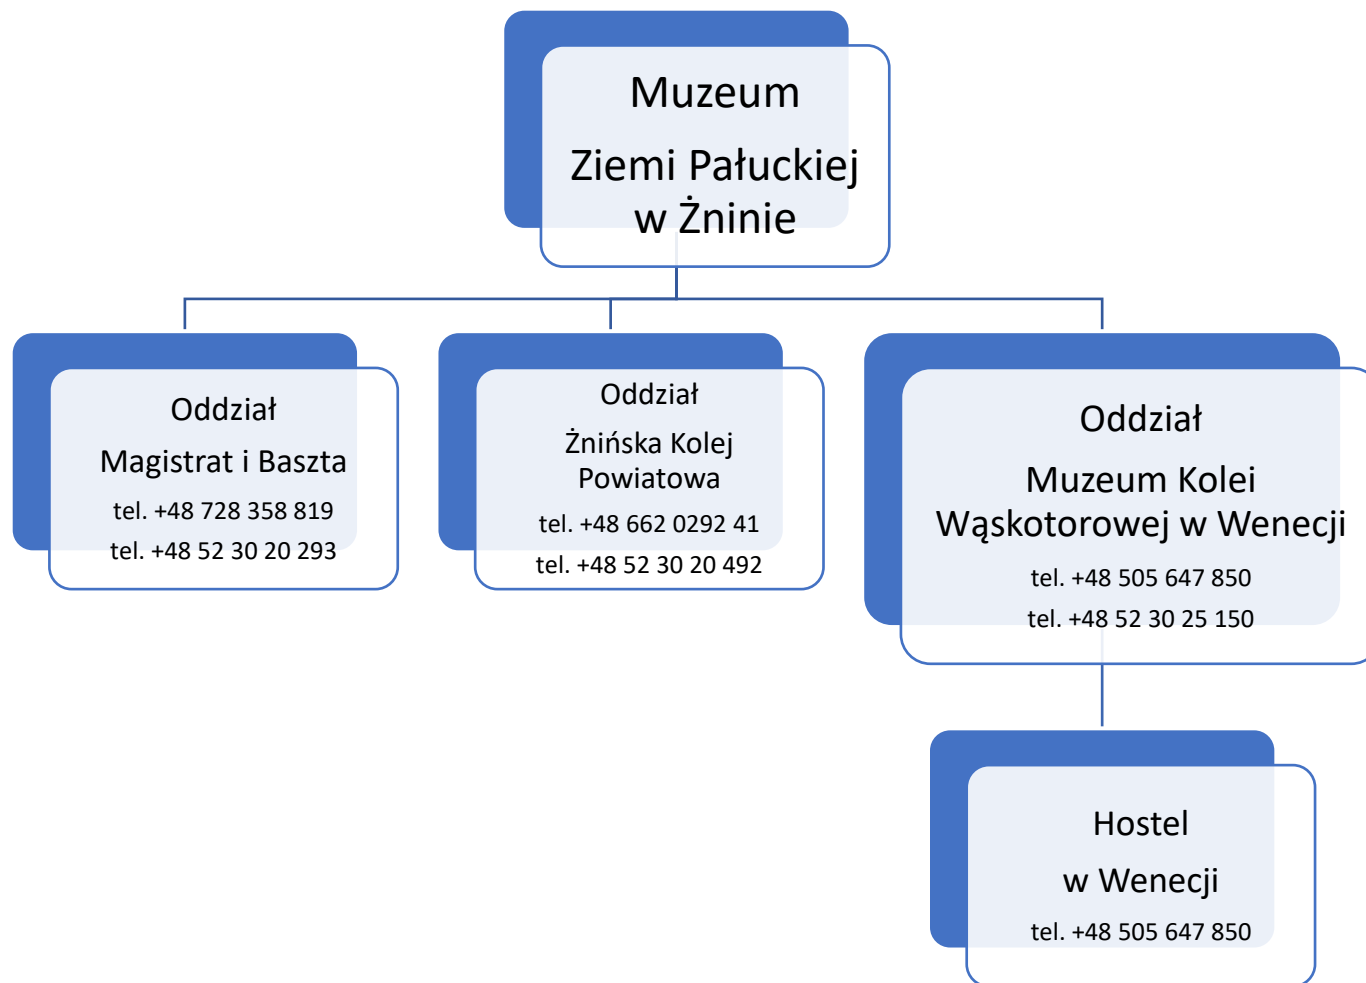 Muzeum
Ziemi Pałuckiej
w Żninie
Oddział
Magistrat i Baszta
tel. +48 728 358 819
tel. +48 52 30 20 293
Oddział
Żnińska Kolej
Powiatowa
tel. +48 662 0292 41
tel. +48 52 30 20 492
Oddział
Muzeum Kolei
Wąskotorowej w Wenecji
tel. +48 505 647 850
tel. +48 52 30 25 150
Hostel
w Wenecji
tel. +48 505 647 850